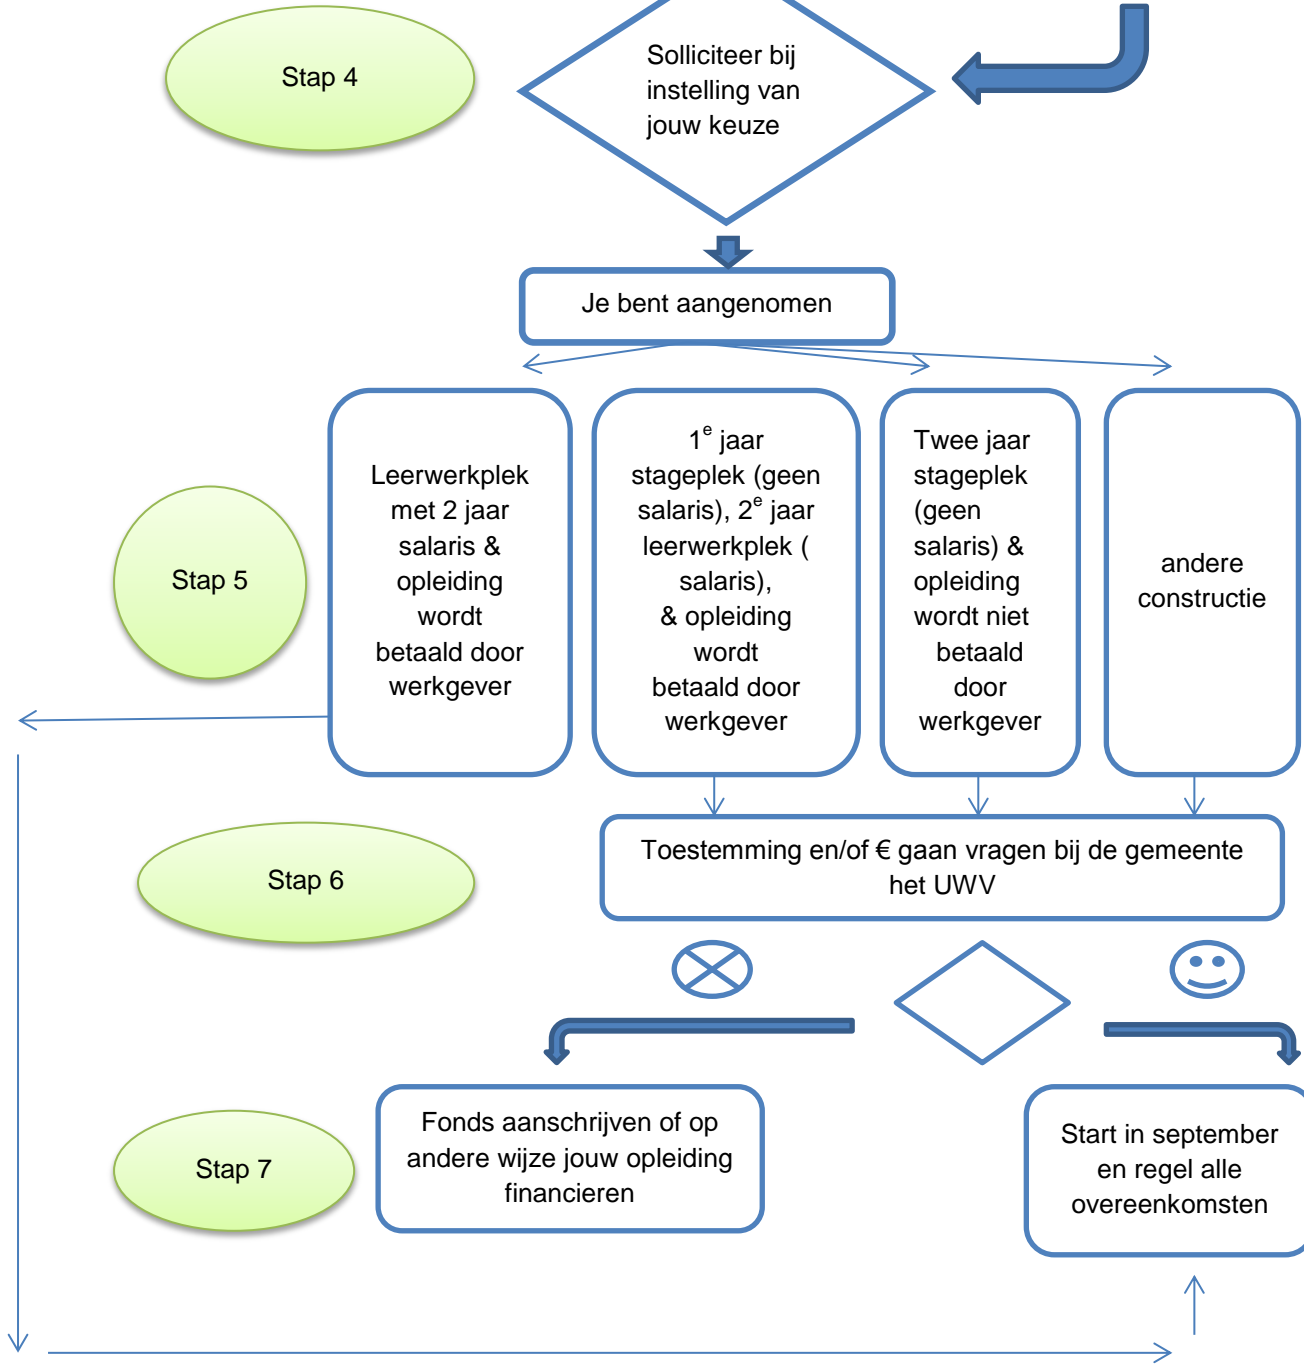 Stap 4
Solliciteer bij
instelling van
jouw keuze
Je bent aangenomen
Stap 5
Leerwerkplek
met 2 jaar
salaris &
opleiding
wordt
betaald door
werkgever
1e jaar
stageplek (geen
salaris), 2e jaar
leerwerkplek (
salaris),
& opleiding
wordt
betaald door
werkgever
Twee jaar
stageplek
(geen
salaris) &
opleiding
wordt niet
betaald
door
werkgever
andere
constructie
Stap 6
Toestemming en/of € gaan vragen bij de gemeente
het UWV
Stap 7
Fonds aanschrijven of op
andere wijze jouw opleiding
financieren
Start in september
en regel alle
overeenkomsten